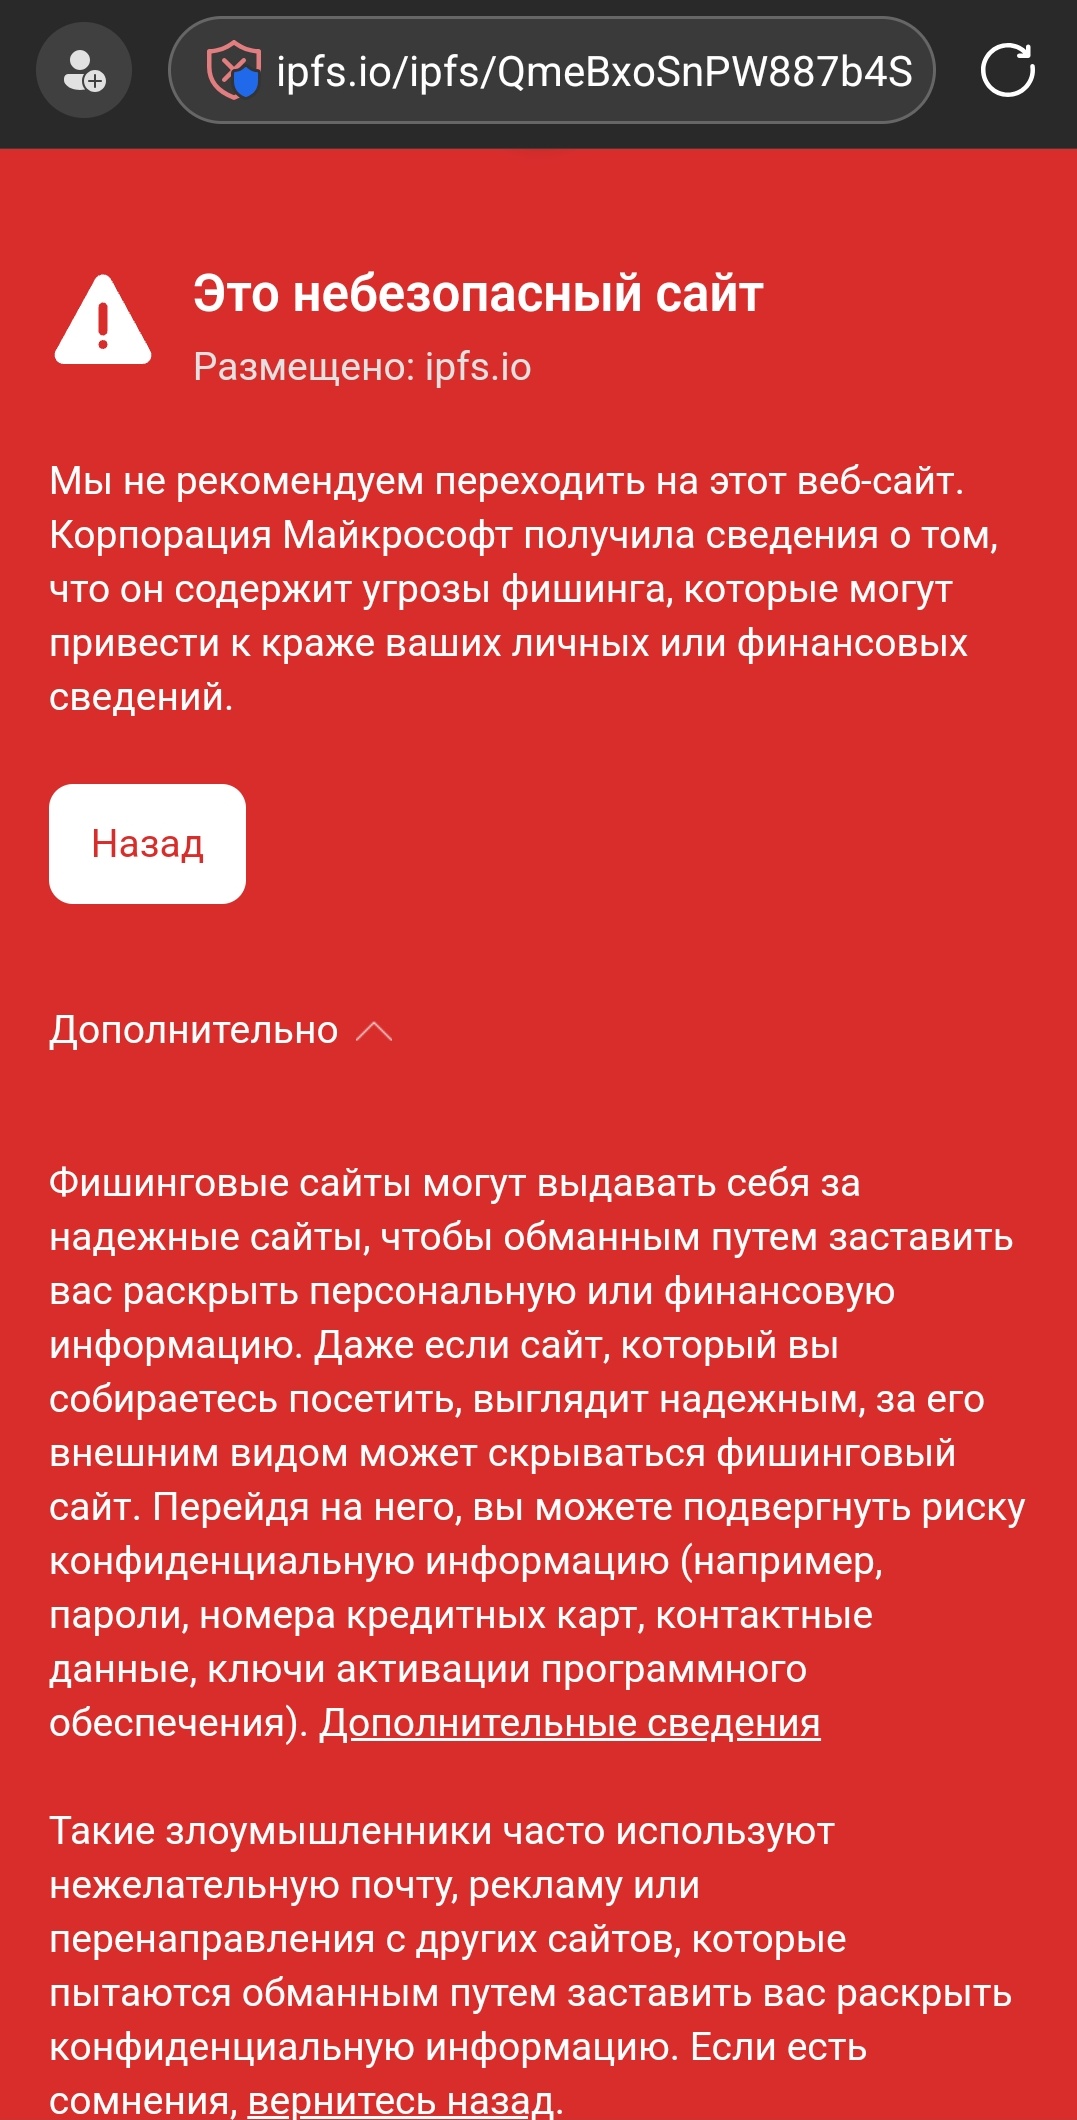 ipfs.io/ipfs/QmeBxoSnPW887b4S
Это небезопасный сайт
Размещено: ipfs.io
Мы не рекомендуем переходить на этот веб-сайт.
Корпорация Майкрософт получила сведения о том,
что он содержит угрозы фишинга, которые могут
привести к краже ваших личных или финансовых
сведений.
Назад
Дополнительно
Фишинговые сайты могут выдавать себя за
надежные сайты, чтобы обманным путем заставить
вас раскрыть персональную или финансовую
информацию. Даже если сайт, который вы
собираетесь посетить, выглядит надежным, за его
внешним видом может скрываться фишинговый
сайт. Перейдя на него, вы можете подвергнуть риску
конфиденциальную информацию (например,
пароли, номера кредитных карт, контактные
данные, ключи активации программного
обеспечения). Дополнительные сведения
Такие злоумышленники часто используют
нежелательную почту, рекламу или
перенаправления с других сайтов, которые
пытаются обманным путем заставить вас раскрыть
конфиденциальную информацию. Если есть
сомнения, вернитесь назад.